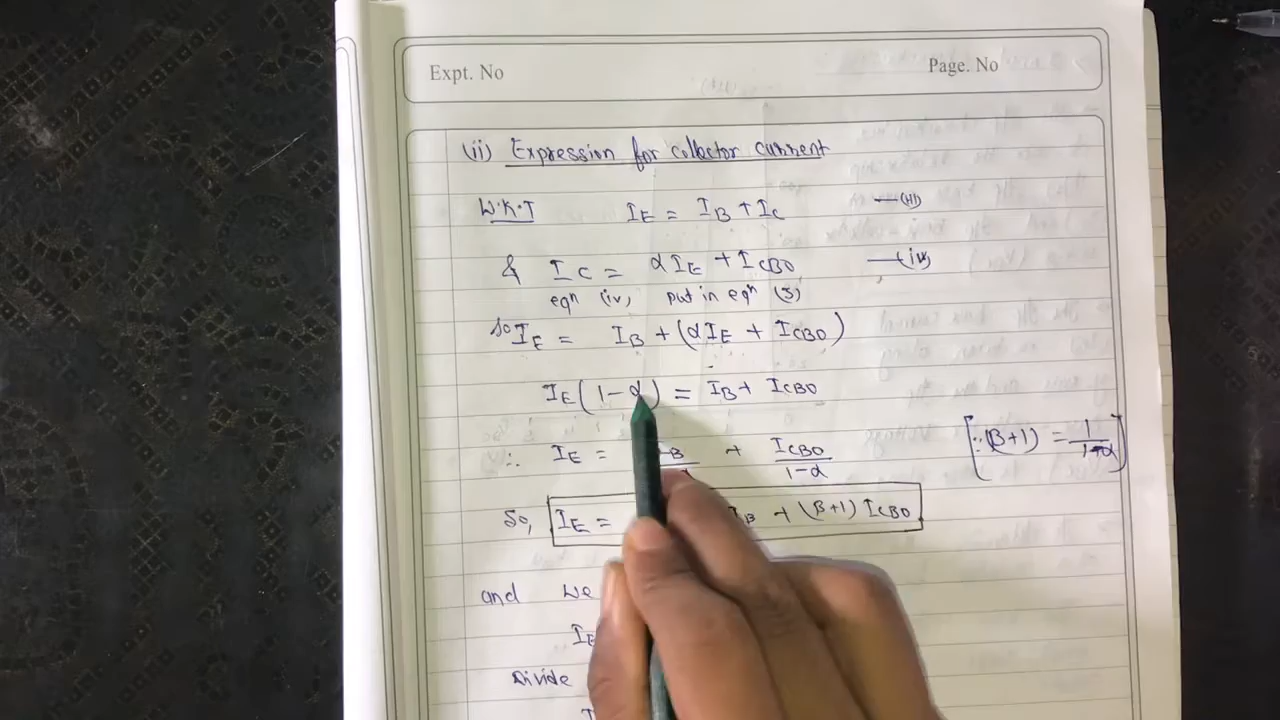 Expt. No Page. No
(ii) Expression for collector current
W.K.T IE = IB + IC —(iii)
& IC = αIE + ICBO —(iv)
eqn (iv) put in eqn (3)
So IE = IB + (αIE + ICBO)
IE(1-α) = IB + ICBO
∴ IE = + ICBO/1-α [∵(β+1) = 1/1-α]
So, IE = IB + (β+1) ICBO
and We
IE
Divide